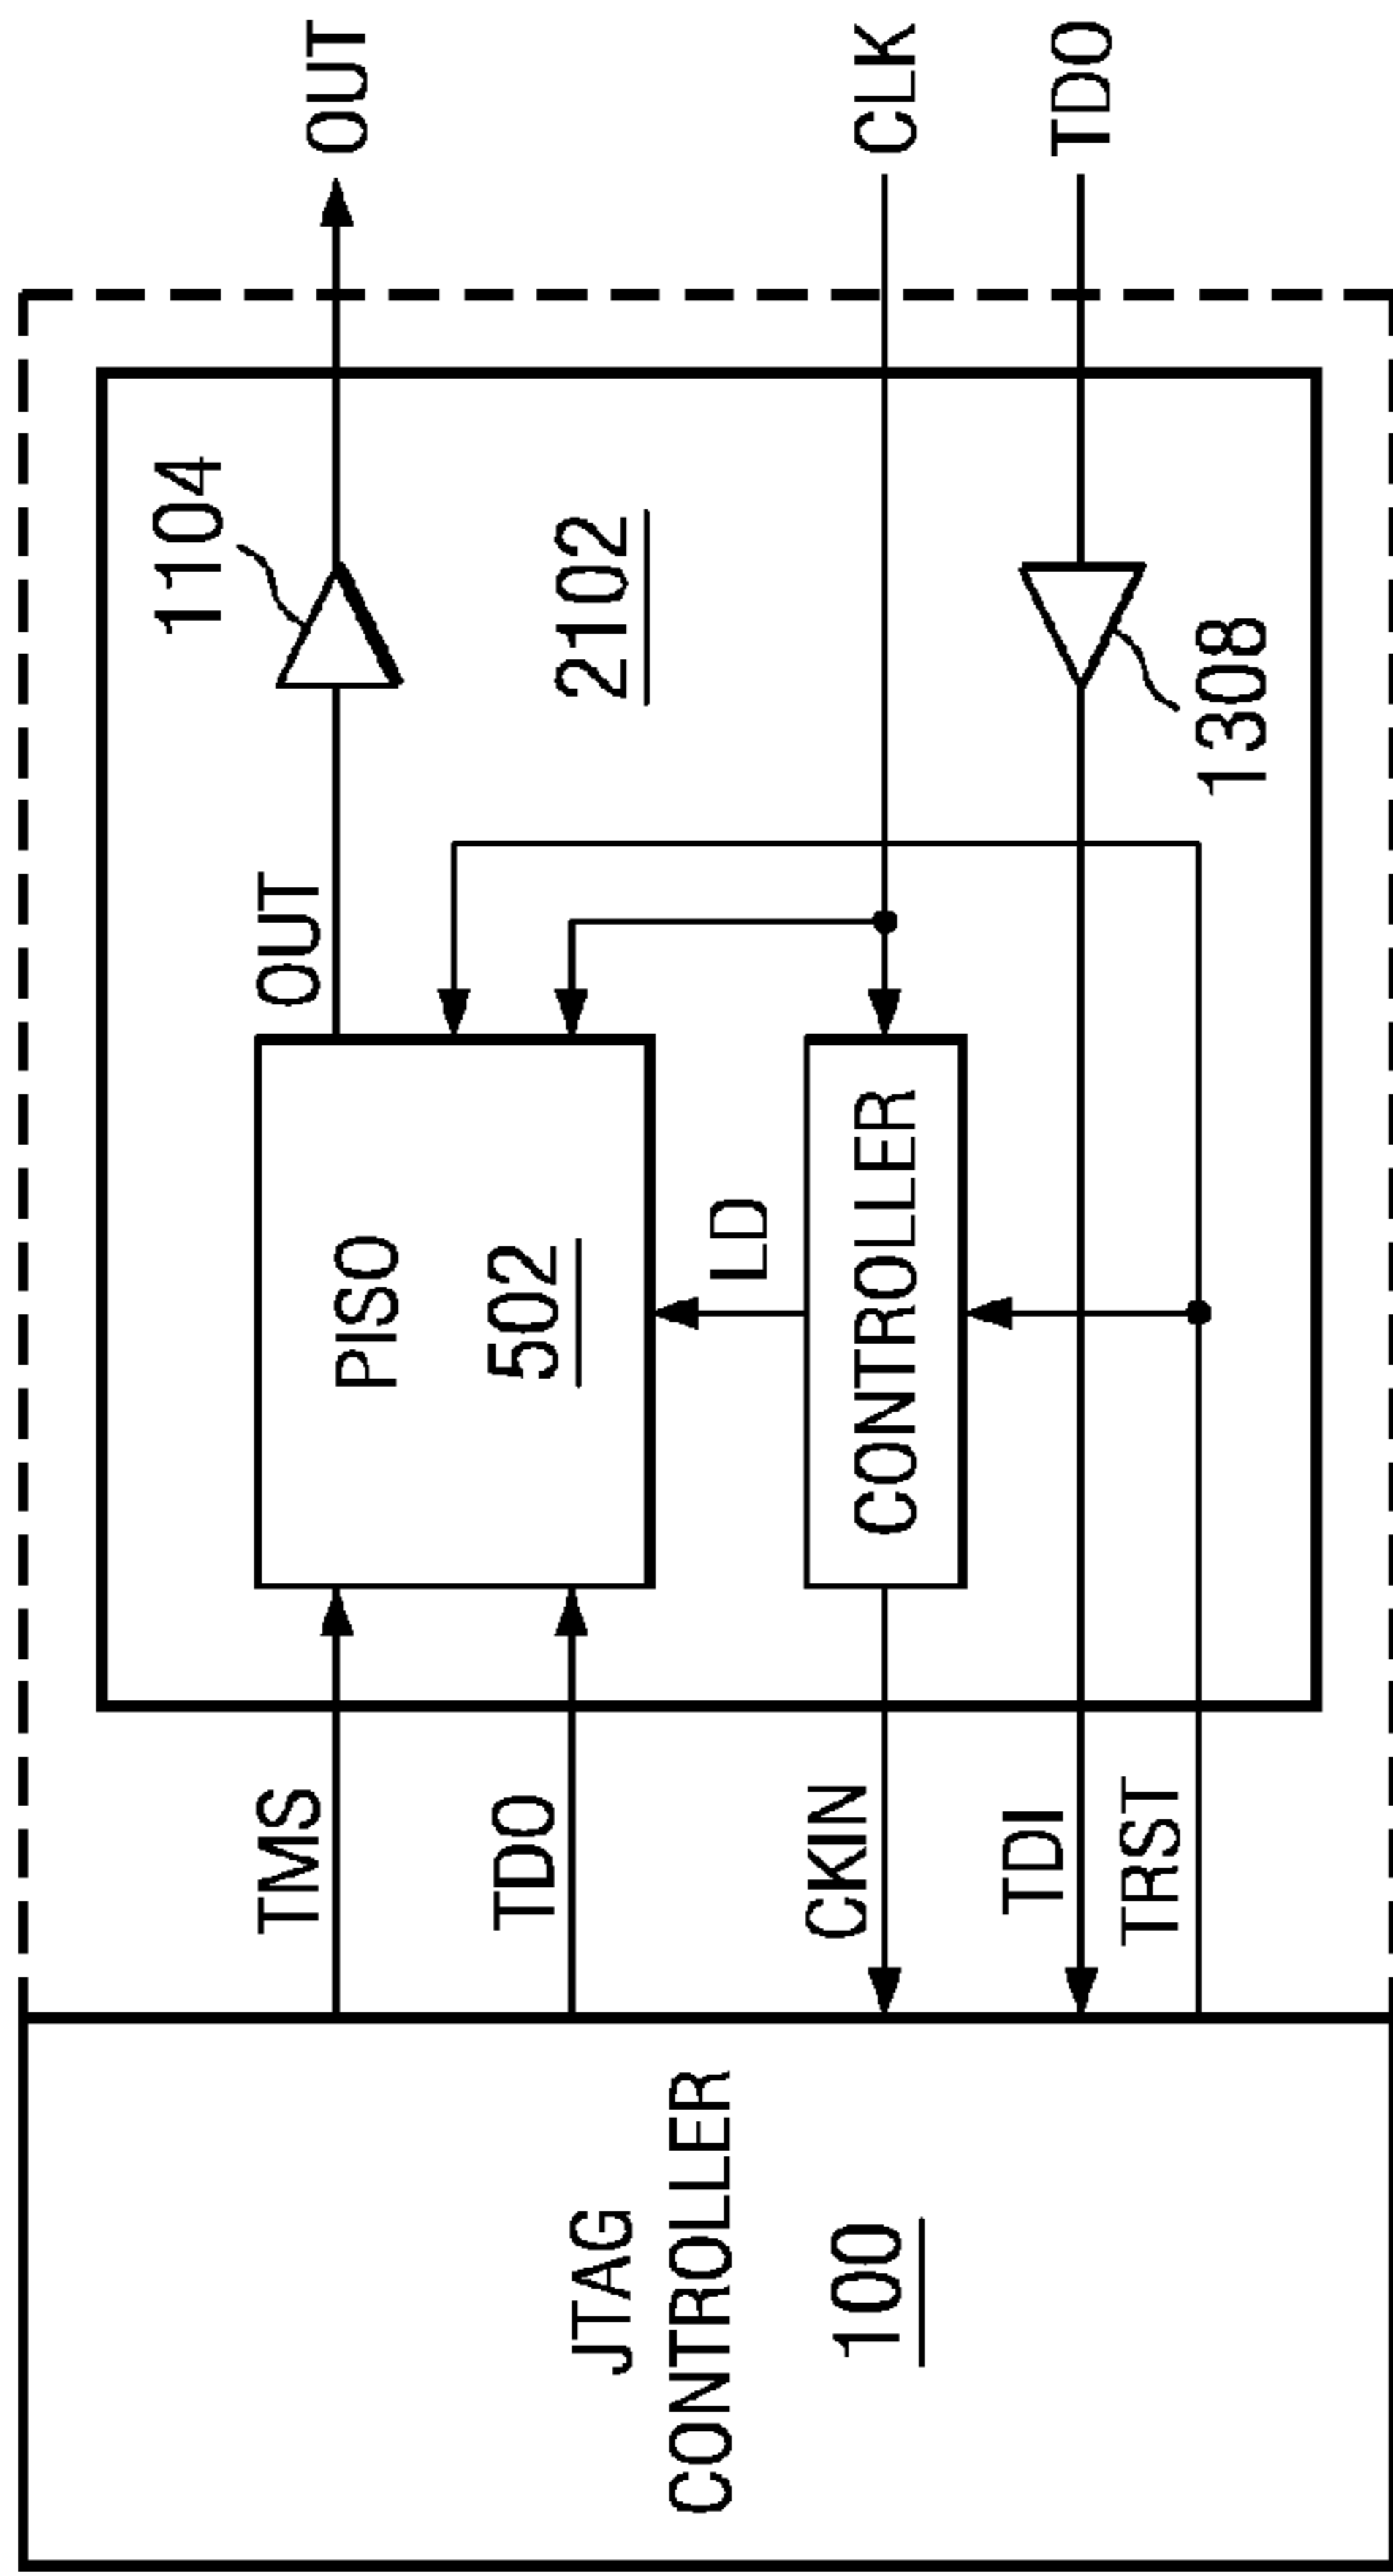 JTAG
CONTROLLER
100
TMS
TDO
CKIN
TDI
TRST
PISO
502
LD
CONTROLLER
OUT
1104
2102
1308
OUT
CLK
TDO